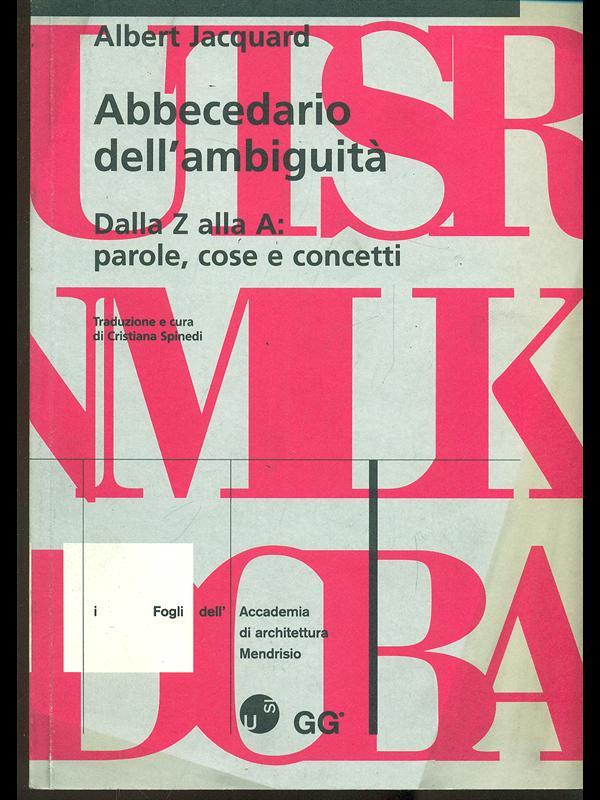 Albert Jacquard
Abbecedario
dell'ambiguità
Dalla Z alla A:
parole, cose e concetti
Traduzione e cura
di Cristiana Spinedi
i Fogli dell' Accademia
di architettura
Mendrisio
USI GG